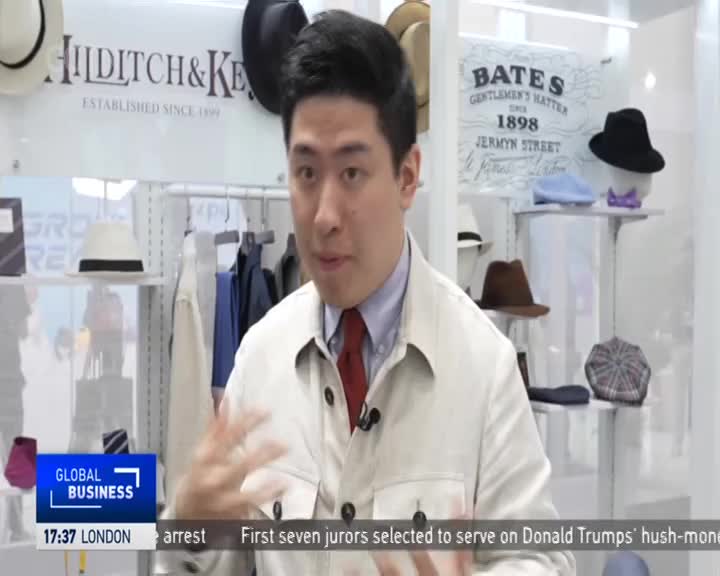 HILDITCH&KE
ESTABLISHED SINCE 1899
BATES
GENTLEMEN'S HATTER
SINCE
1898
JERMYN STREET
GLOBAL
BUSINESS
17:37 LONDON
e arrest First seven jurors selected to serve on Donald Trumps' hush-mone